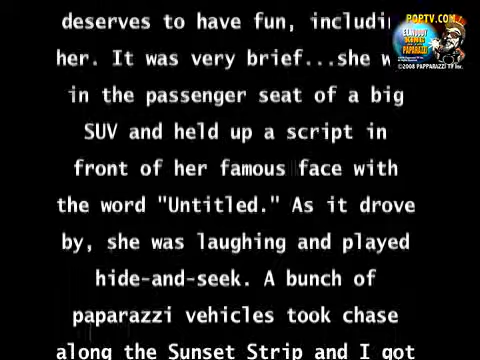 deserves to have fun,
POPTV.COM
her. It was very brief...she
©2008 PAPPARAZZI TV Inc.
in the passenger seat of a big
SUV and held up a script in
front of her famous face with
the word "Untitled." As it drove
by, she was laughing and played
hide-and-seek. A bunch of
paparazzi vehicles took chase
along the Sunset Strip and I got